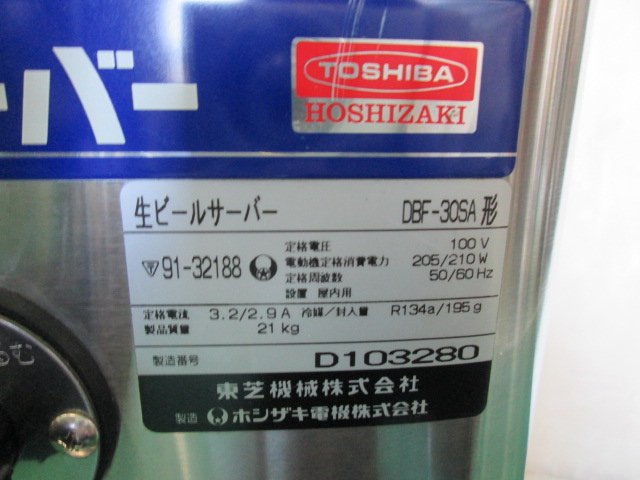 ーバー
TOSHIBA
HOSHIZAKI
生ビールサーバー DBF-30SA 形
91-32188
定格電圧 100 V
電動機定格消費電力 205/210 W
定格周波数 50/60 Hz
設置 屋内用
定格電流 3.2/2.9 A 冷媒/封入量 R134a/195 g
製品質量 21 kg
製造番号 D103280
東芝機械株式会社
製造 ホシザキ電機株式会社
む